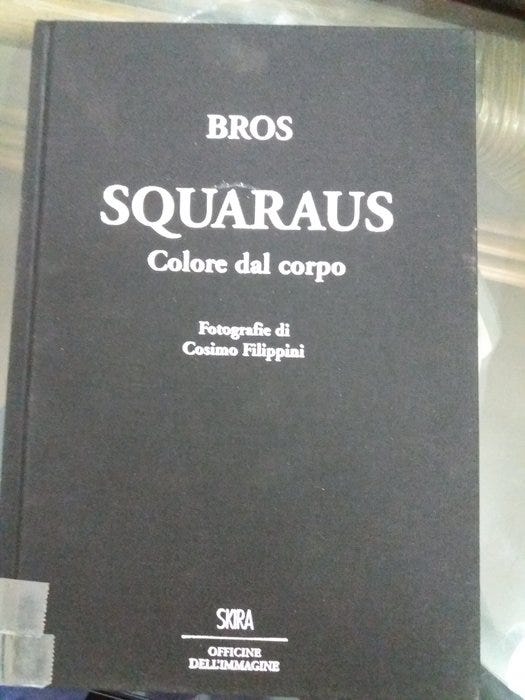 BROS
SQUARAUS
Colore dal corpo
Fotografie di
Cosimo Filippini
SKIRA
OFFICINE
DELL'IMMAGINE